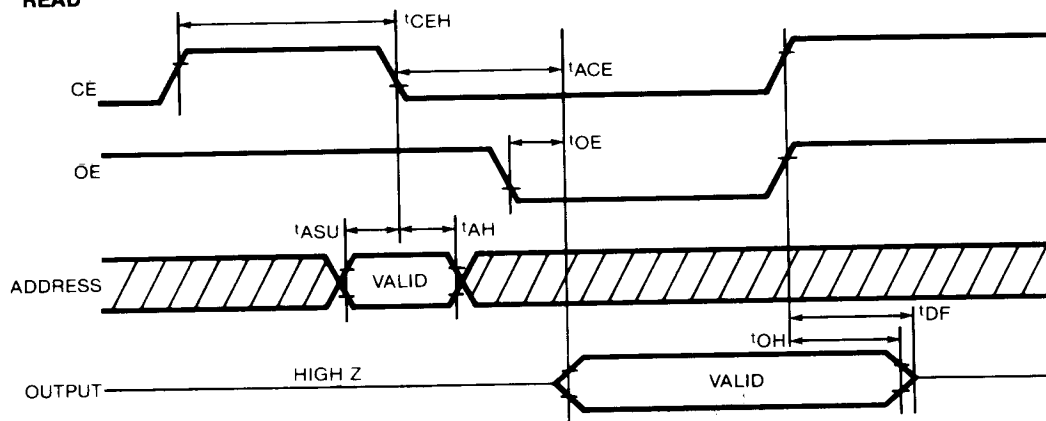 READ
tCEH
tACE
CE
tOE
OE
tASU
tAH
VALID
ADDRESS
tDF
tOH
HIGH Z
VALID
OUTPUT